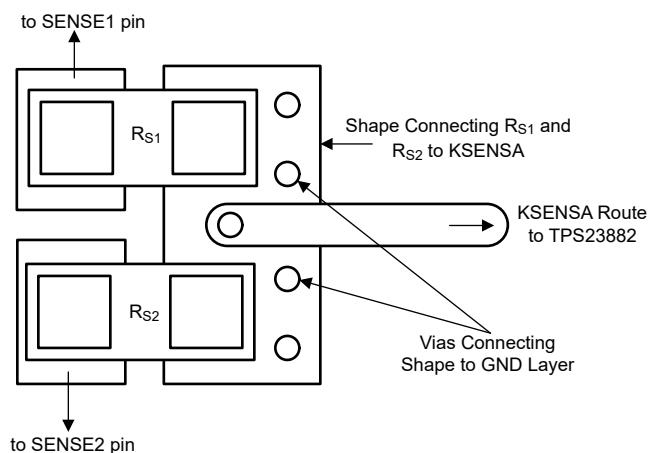 to SENSE1 pin
RS1
Shape Connecting RS1 and
RS2 to KSENSA
KSENSA Route
to TPS23882
RS2
Vias Connecting
Shape to GND Layer
to SENSE2 pin